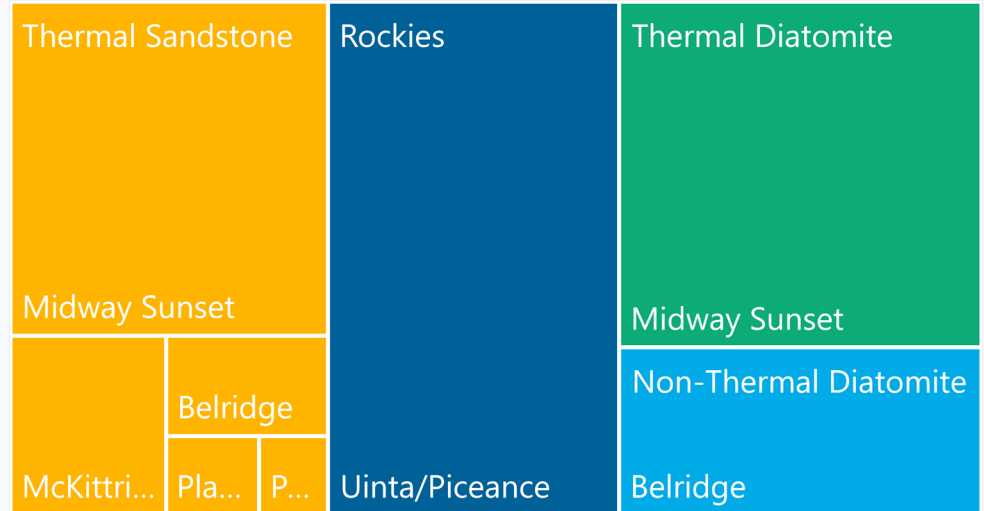 Thermal Sandstone
Midway Sunset
McKittri...
Belridge
Pla...
P...
Rockies
Uinta/Piceance
Thermal Diatomite
Midway Sunset
Non-Thermal Diatomite
Belridge